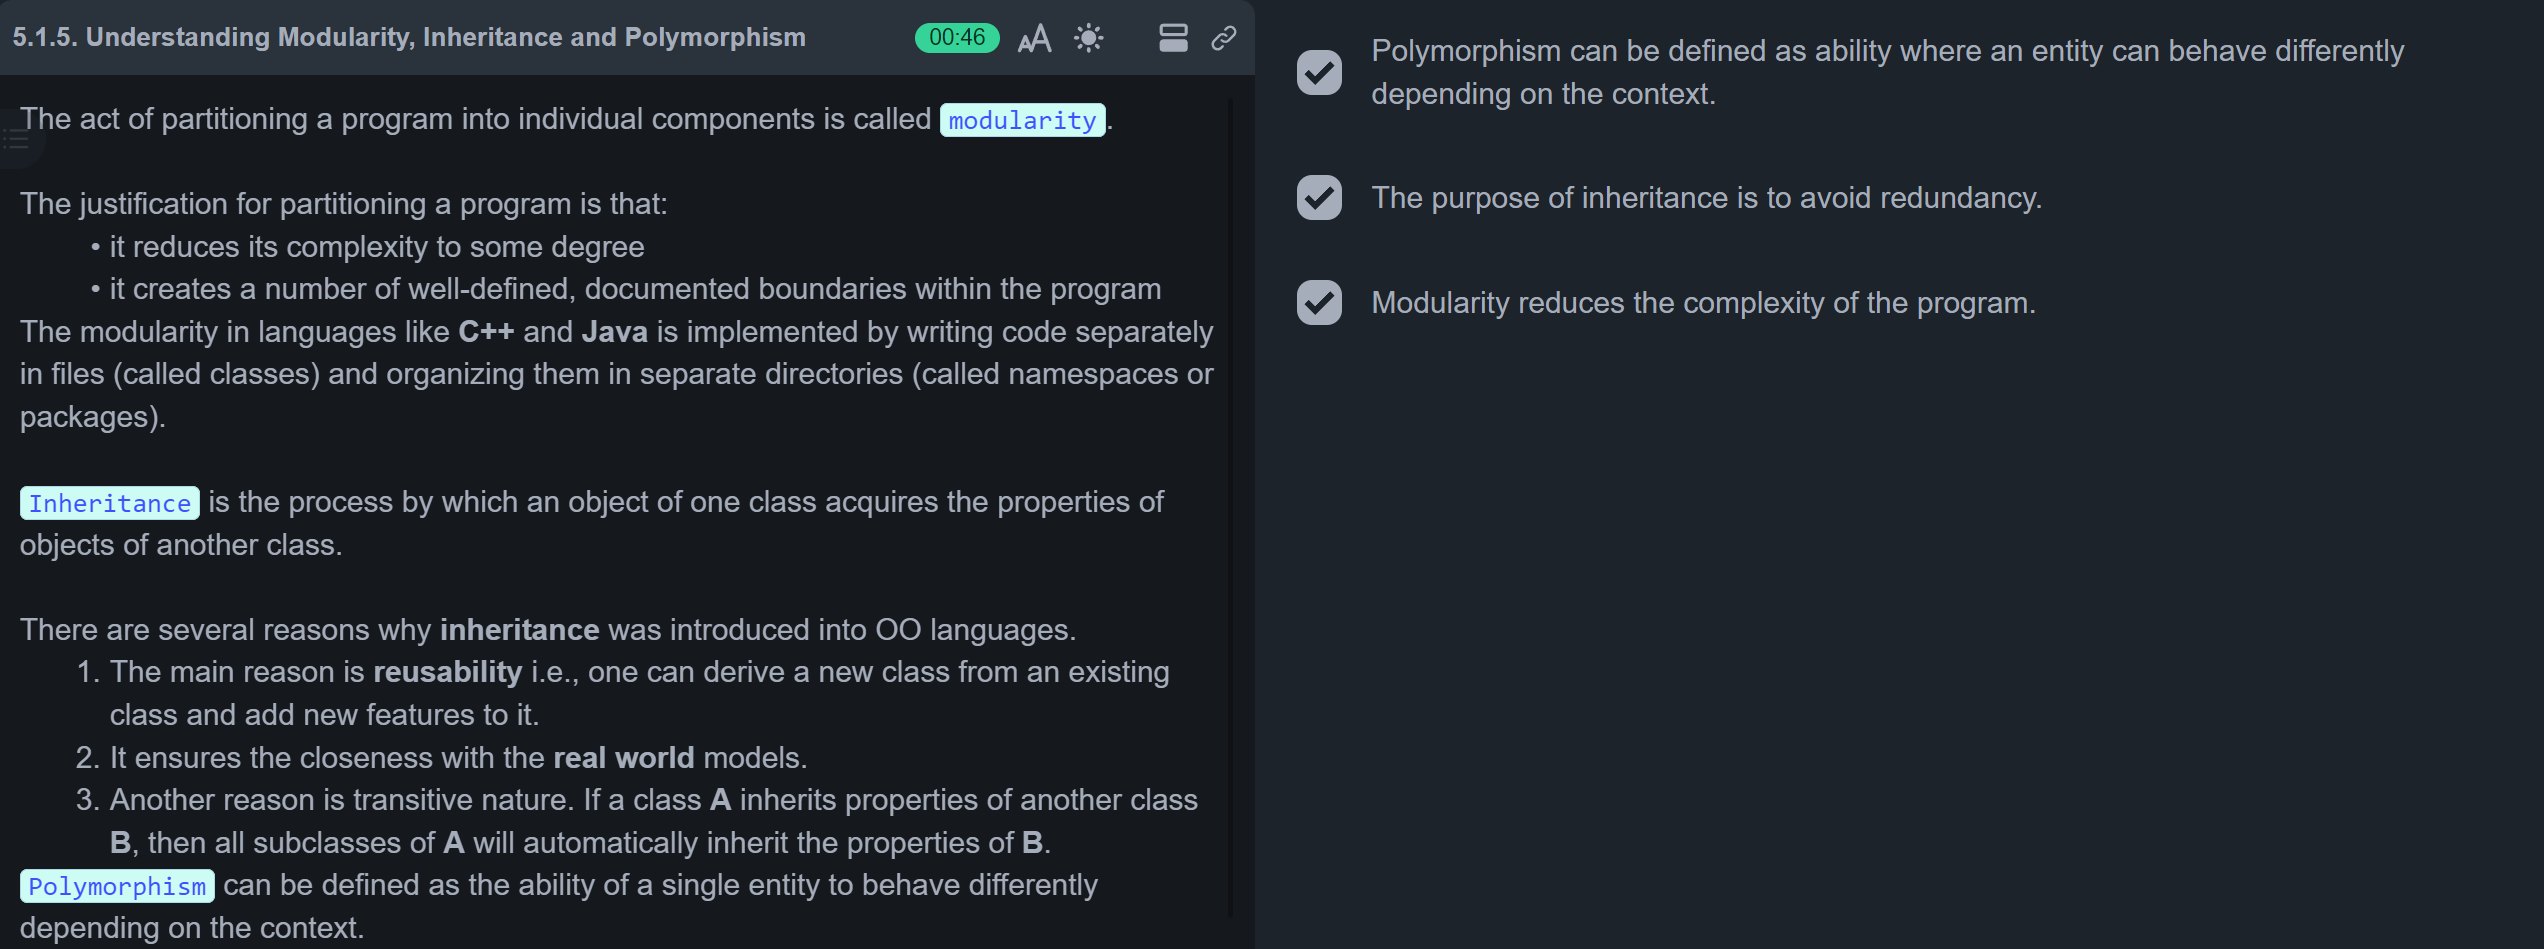 5.1.5. Understanding Modularity, Inheritance and Polymorphism
00:46
The act of partitioning a program into individual components is called modularity.
The justification for partitioning a program is that:
• it reduces its complexity to some degree
• it creates a number of well-defined, documented boundaries within the program
The modularity in languages like C++ and Java is implemented by writing code separately
in files (called classes) and organizing them in separate directories (called namespaces or
packages).
Inheritance is the process by which an object of one class acquires the properties of
objects of another class.
There are several reasons why inheritance was introduced into OO languages.
1. The main reason is reusability i.e., one can derive a new class from an existing
class and add new features to it.
2. It ensures the closeness with the real world models.
3. Another reason is transitive nature. If a class A inherits properties of another class
B, then all subclasses of A will automatically inherit the properties of B.
Polymorphism can be defined as the ability of a single entity to behave differently
depending on the context.
Polymorphism can be defined as ability where an entity can behave differently
depending on the context.
The purpose of inheritance is to avoid redundancy.
Modularity reduces the complexity of the program.